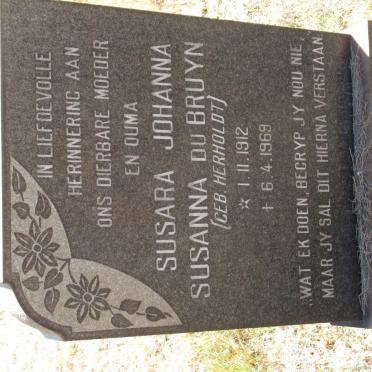 IN LIEFDEVOLLE
HERINNERING AAN
ONS DIERBARE MOEDER
EN OUMA
SUSARA JOHANNA
SUSANNA DU BRUYN
(GEB HERHOLDT)
* 1.11.1912
+ 6.4.1969
"WAT EK DOEN, BEGRYP JY NOU NIE,
MAAR JY SAL DIT HIERNA VERSTAAN